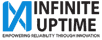 INFINITE
UPTIME
EMPOWERING RELIABILITY THROUGH INNOVATION